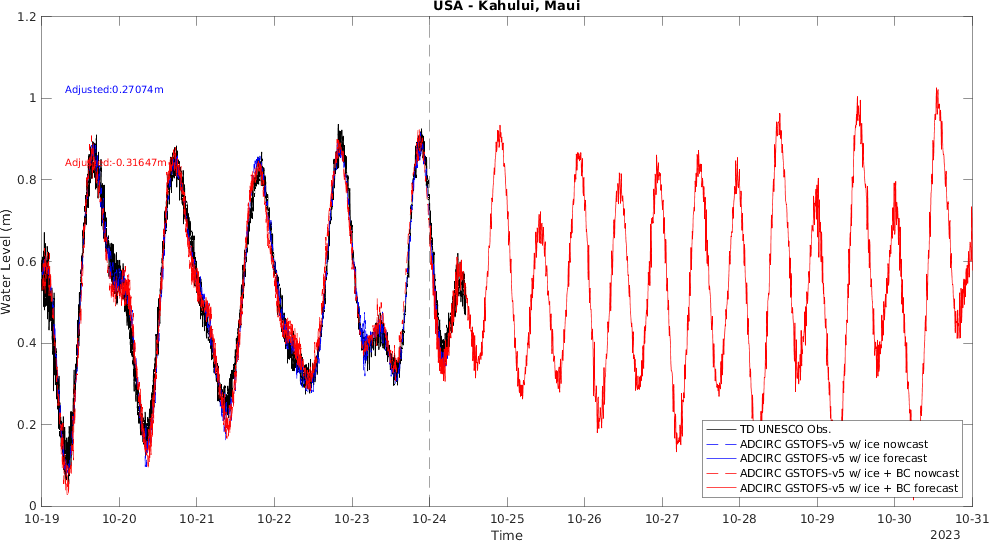 USA - Kahului, Maui
1.2
1
0.8
0.6
0.4
0.2
0
Water Level (m)
Adjusted:0.27074m
Adjusted:-0.31647m
TD UNESCO Obs.
ADCIRC GSTOFS-v5 w/ ice nowcast
ADCIRC GSTOFS-v5 w/ ice forecast
ADCIRC GSTOFS-v5 w/ ice + BC nowcast
ADCIRC GSTOFS-v5 w/ ice + BC forecast
10-19 10-20 10-21 10-22 10-23 10-24 10-25 10-26 10-27 10-28 10-29 10-30 10-31
Time
2023